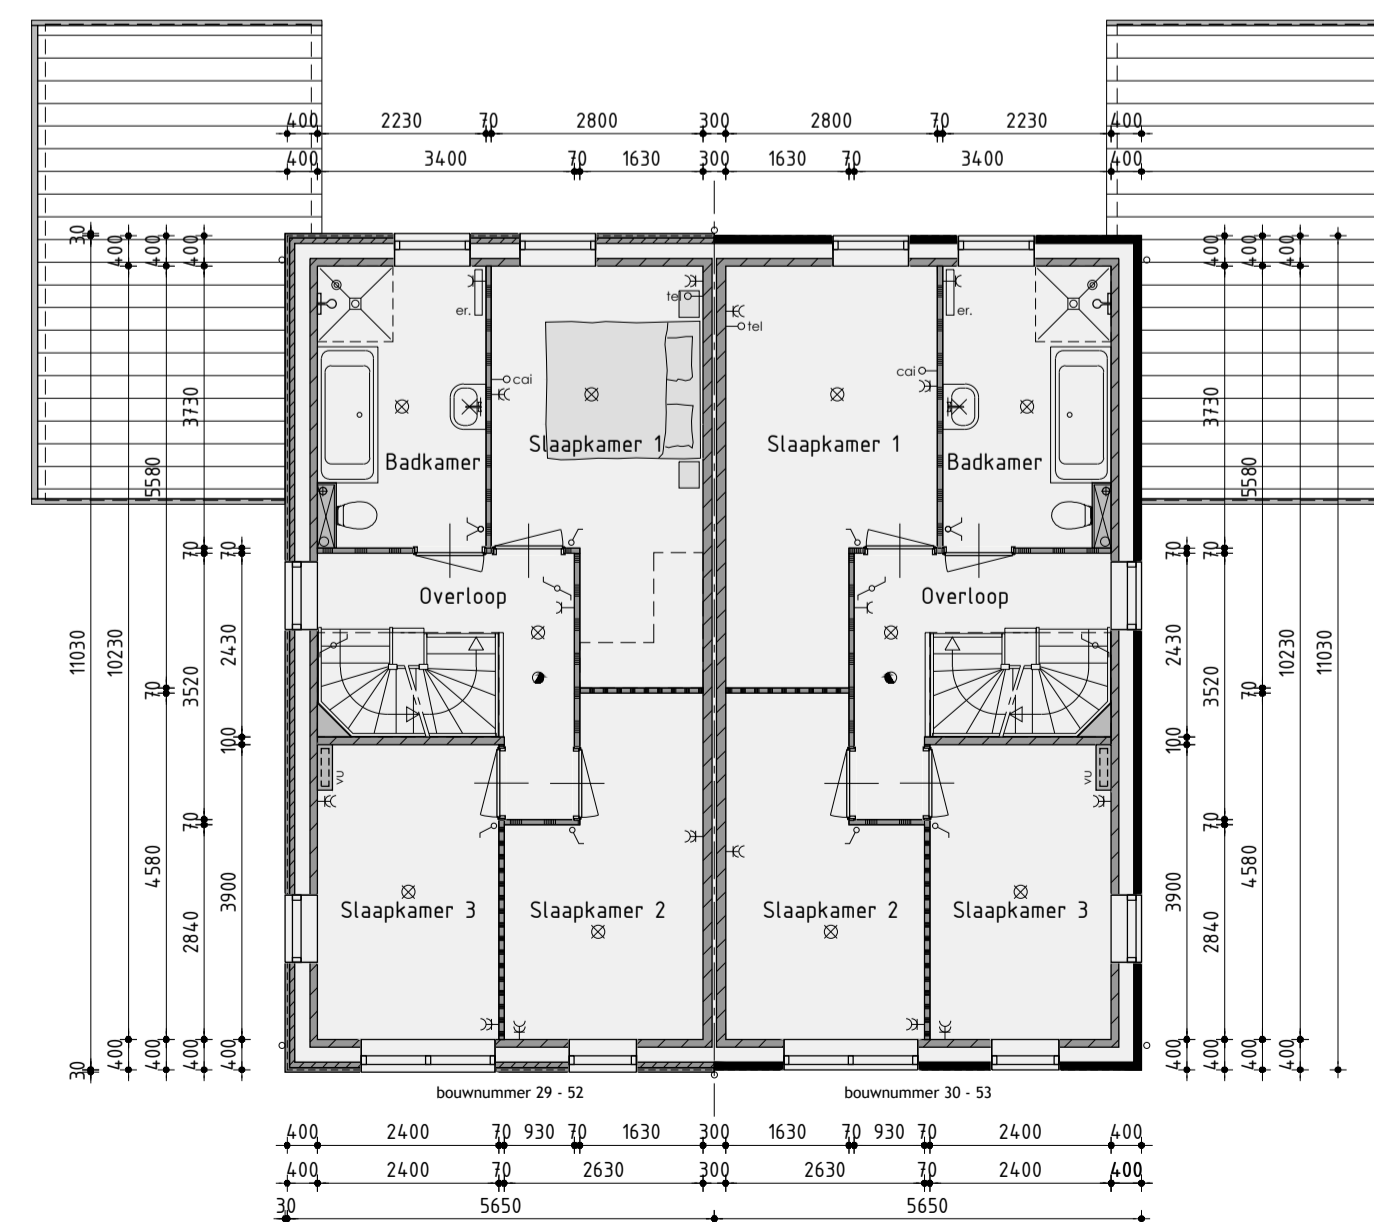 400 2230 70 2800 300 2800 70 2230 400
400 3400 70 1630 300 1630 70 3400 400
30 400 400 400 400 400 400 400
er. tel tel er.
cai cai
3730 3730
Slaapkamer 1 Slaapkamer 1
Badkamer Badkamer
5580 5580
70 70 70 70
Overloop Overloop
11030 10230 2430 2430 10230 11030
70 3520 3520 70
100 100
vu vu
70 70
4580 3900 2840 3900 2840 4580
Slaapkamer 3 Slaapkamer 2 Slaapkamer 2 Slaapkamer 3
30 400 400 400 400 400 400 400 400
bouwnummer 29 - 52 bouwnummer 30 - 53
400 2400 70 930 70 1630 300 1630 70 930 70 2400 400
400 2400 70 2630 300 2630 70 2400 400
30 5650 5650